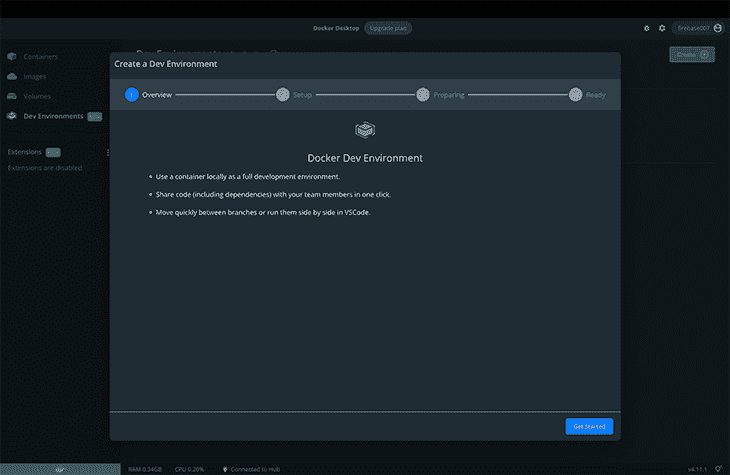 Docker Desktop Upgrade plan
firebase007
Containers
Images
Volumes
Dev Environments
Extensions
Extensions are disabled
Create
Create a Dev Environment
Overview Setup Preparing Ready
Docker Dev Environment
Use a container locally as a full development environment.
Share code (including dependencies) with your team members in one click.
Move quickly between branches or run them side by side in VSCode.
Get Started
RAM 0.34GB CPU 0.20% Connected to Hub v4.11.1